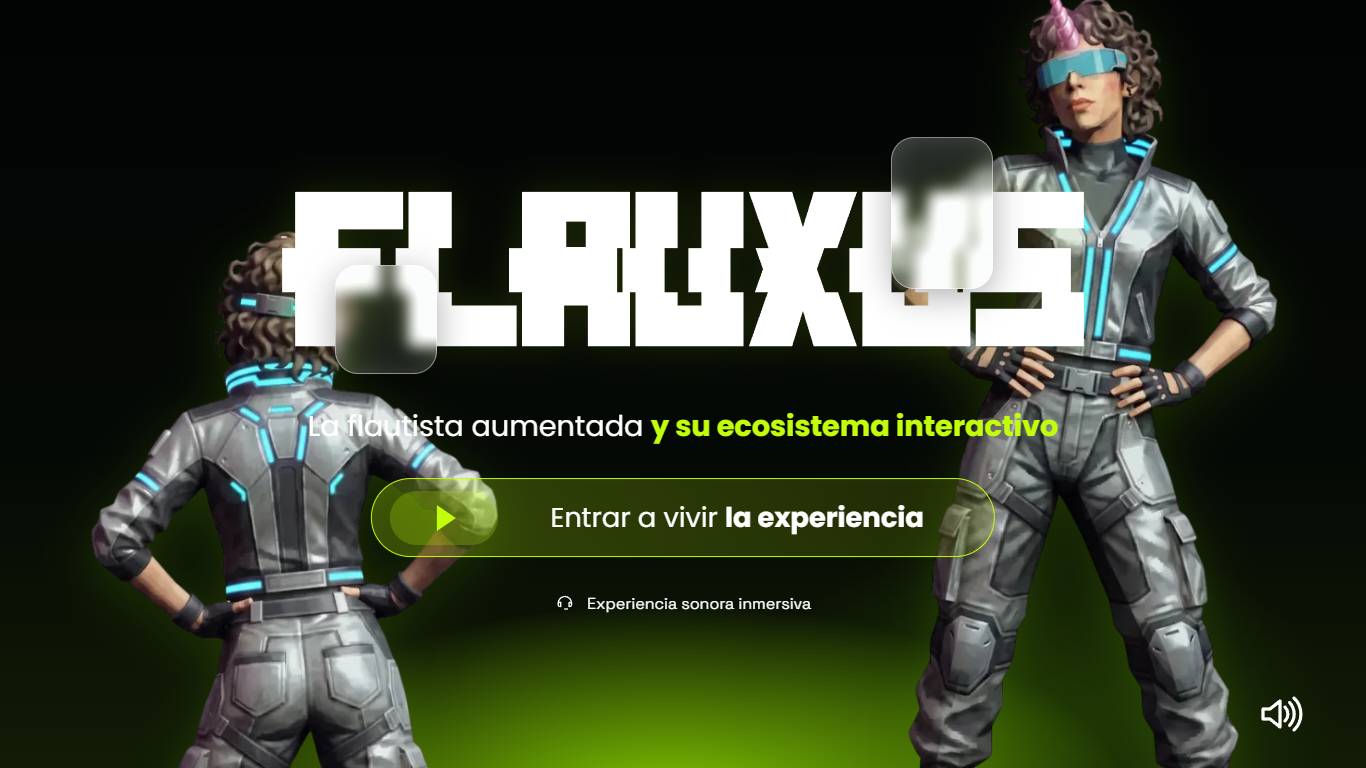 FLAUXUS
La flautista aumentada y su ecosistema interactivo
Entrar a vivir la experiencia
Experiencia sonora inmersiva